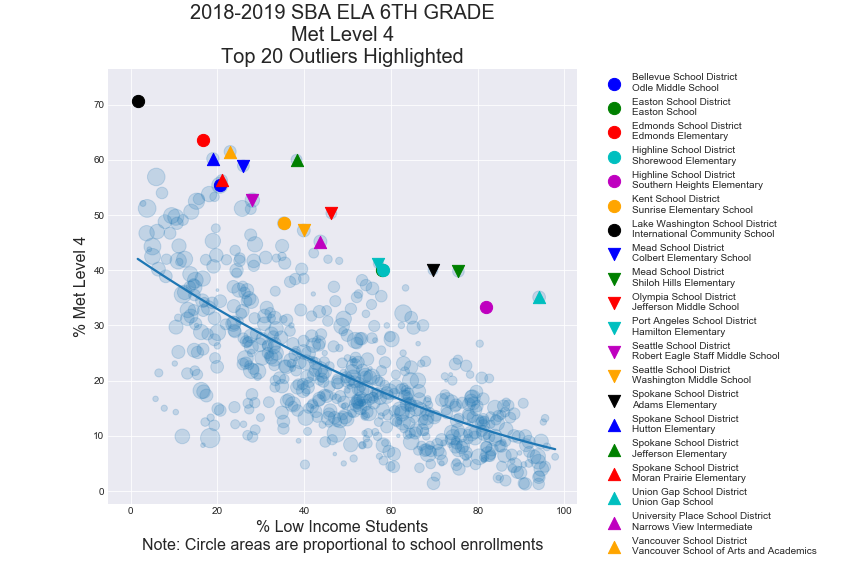 2018-2019 SBA ELA 6TH GRADE
Met Level 4
Top 20 Outliers Highlighted
% Met Level 4
70
60
50
40
30
20
10
0
0 20 40 60 80 100
% Low Income Students
Note: Circle areas are proportional to school enrollments
Bellevue School District
Odle Middle School
Easton School District
Easton School
Edmonds School District
Edmonds Elementary
Highline School District
Shorewood Elementary
Highline School District
Southern Heights Elementary
Kent School District
Sunrise Elementary School
Lake Washington School District
International Community School
Mead School District
Colbert Elementary School
Mead School District
Shiloh Hills Elementary
Olympia School District
Jefferson Middle School
Port Angeles School District
Hamilton Elementary
Seattle School District
Robert Eagle Staff Middle School
Seattle School District
Washington Middle School
Spokane School District
Adams Elementary
Spokane School District
Hutton Elementary
Spokane School District
Jefferson Elementary
Spokane School District
Moran Prairie Elementary
Union Gap School District
Union Gap School
University Place School District
Narrows View Intermediate
Vancouver School District
Vancouver School of Arts and Academics